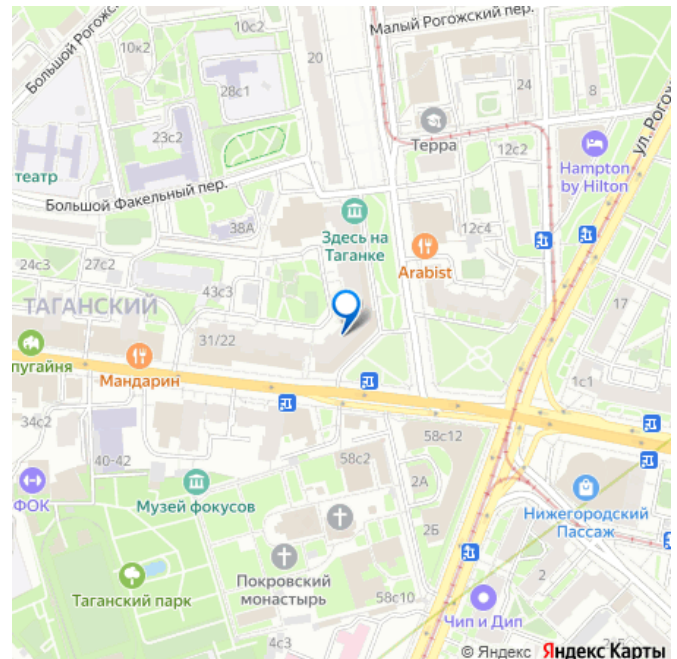 Большой Рогожс
10с2
10к2
28с1
20
Малый Рогожский пер.
24
8
ул. Рогож
23с2
Терра
12с2
Hampton
by Hilton
театр
Большой Факельный пер.
38А
Здесь на
Таганке
12с4
Arabist
24с3
27с2
43с3
17
ТАГАНСКИЙ
31/22
пугайня
Мандарин
1с1
34с2
40-42
58с12
58с2
2А
ФОК
Музей фокусов
2Б
Нижегородский
Пассаж
Покровский
монастырь
Таганский парк
58с10
2
Чип и Дип
4с3
© Яндекс Яндекс Карты